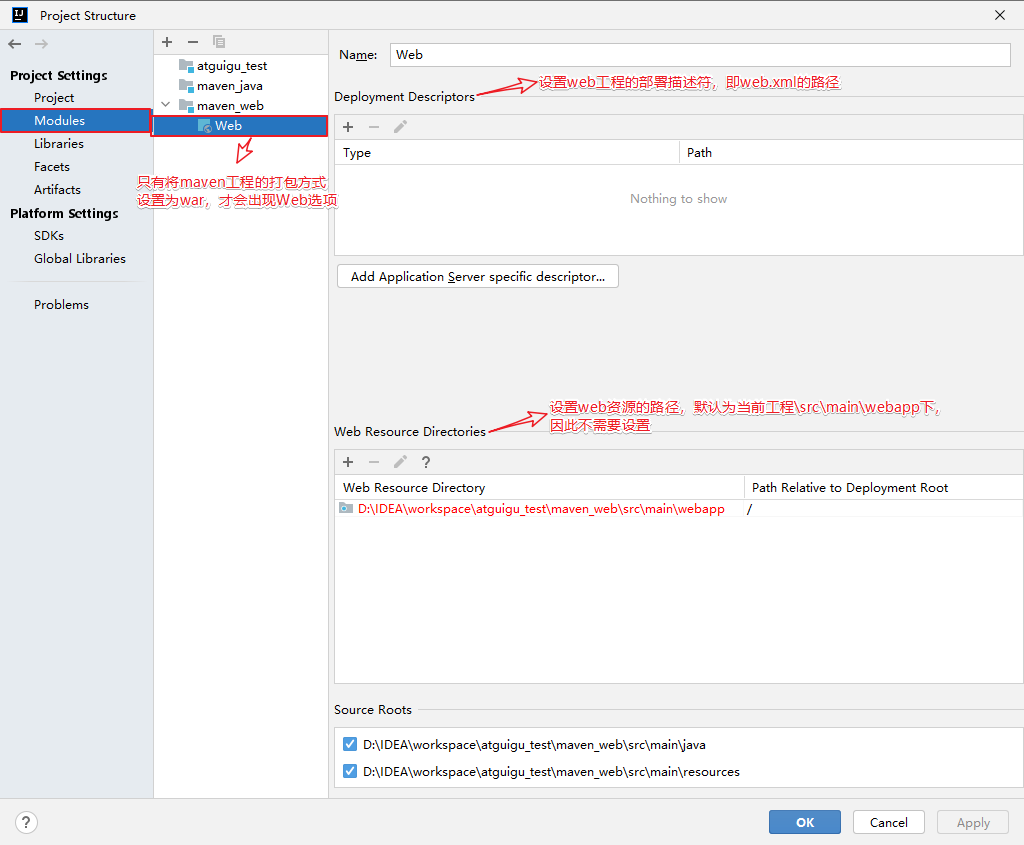 Project Structure
Project Settings
Project
Modules
Libraries
Facets
Artifacts
Platform Settings
SDKs
Global Libraries
Problems
atguigu_test
maven_java
maven_web
Web
只有将maven工程的打包方式
设置为war，才会出现Web选项
Name: Web
设置web工程的部署描述符，即web.xml的路径
Deployment Descriptors
Type Path
Nothing to show
Add Application Server specific descriptor...
设置web资源的路径，默认为当前工程\src\main\webapp下，
因此不需要设置
Web Resource Directories
Web Resource Directory Path Relative to Deployment Root
D:\IDEA\workspace\atguigu_test\maven_web\src\main\webapp /
Source Roots
D:\IDEA\workspace\atguigu_test\maven_web\src\main\java
D:\IDEA\workspace\atguigu_test\maven_web\src\main\resources
? OK Cancel Apply